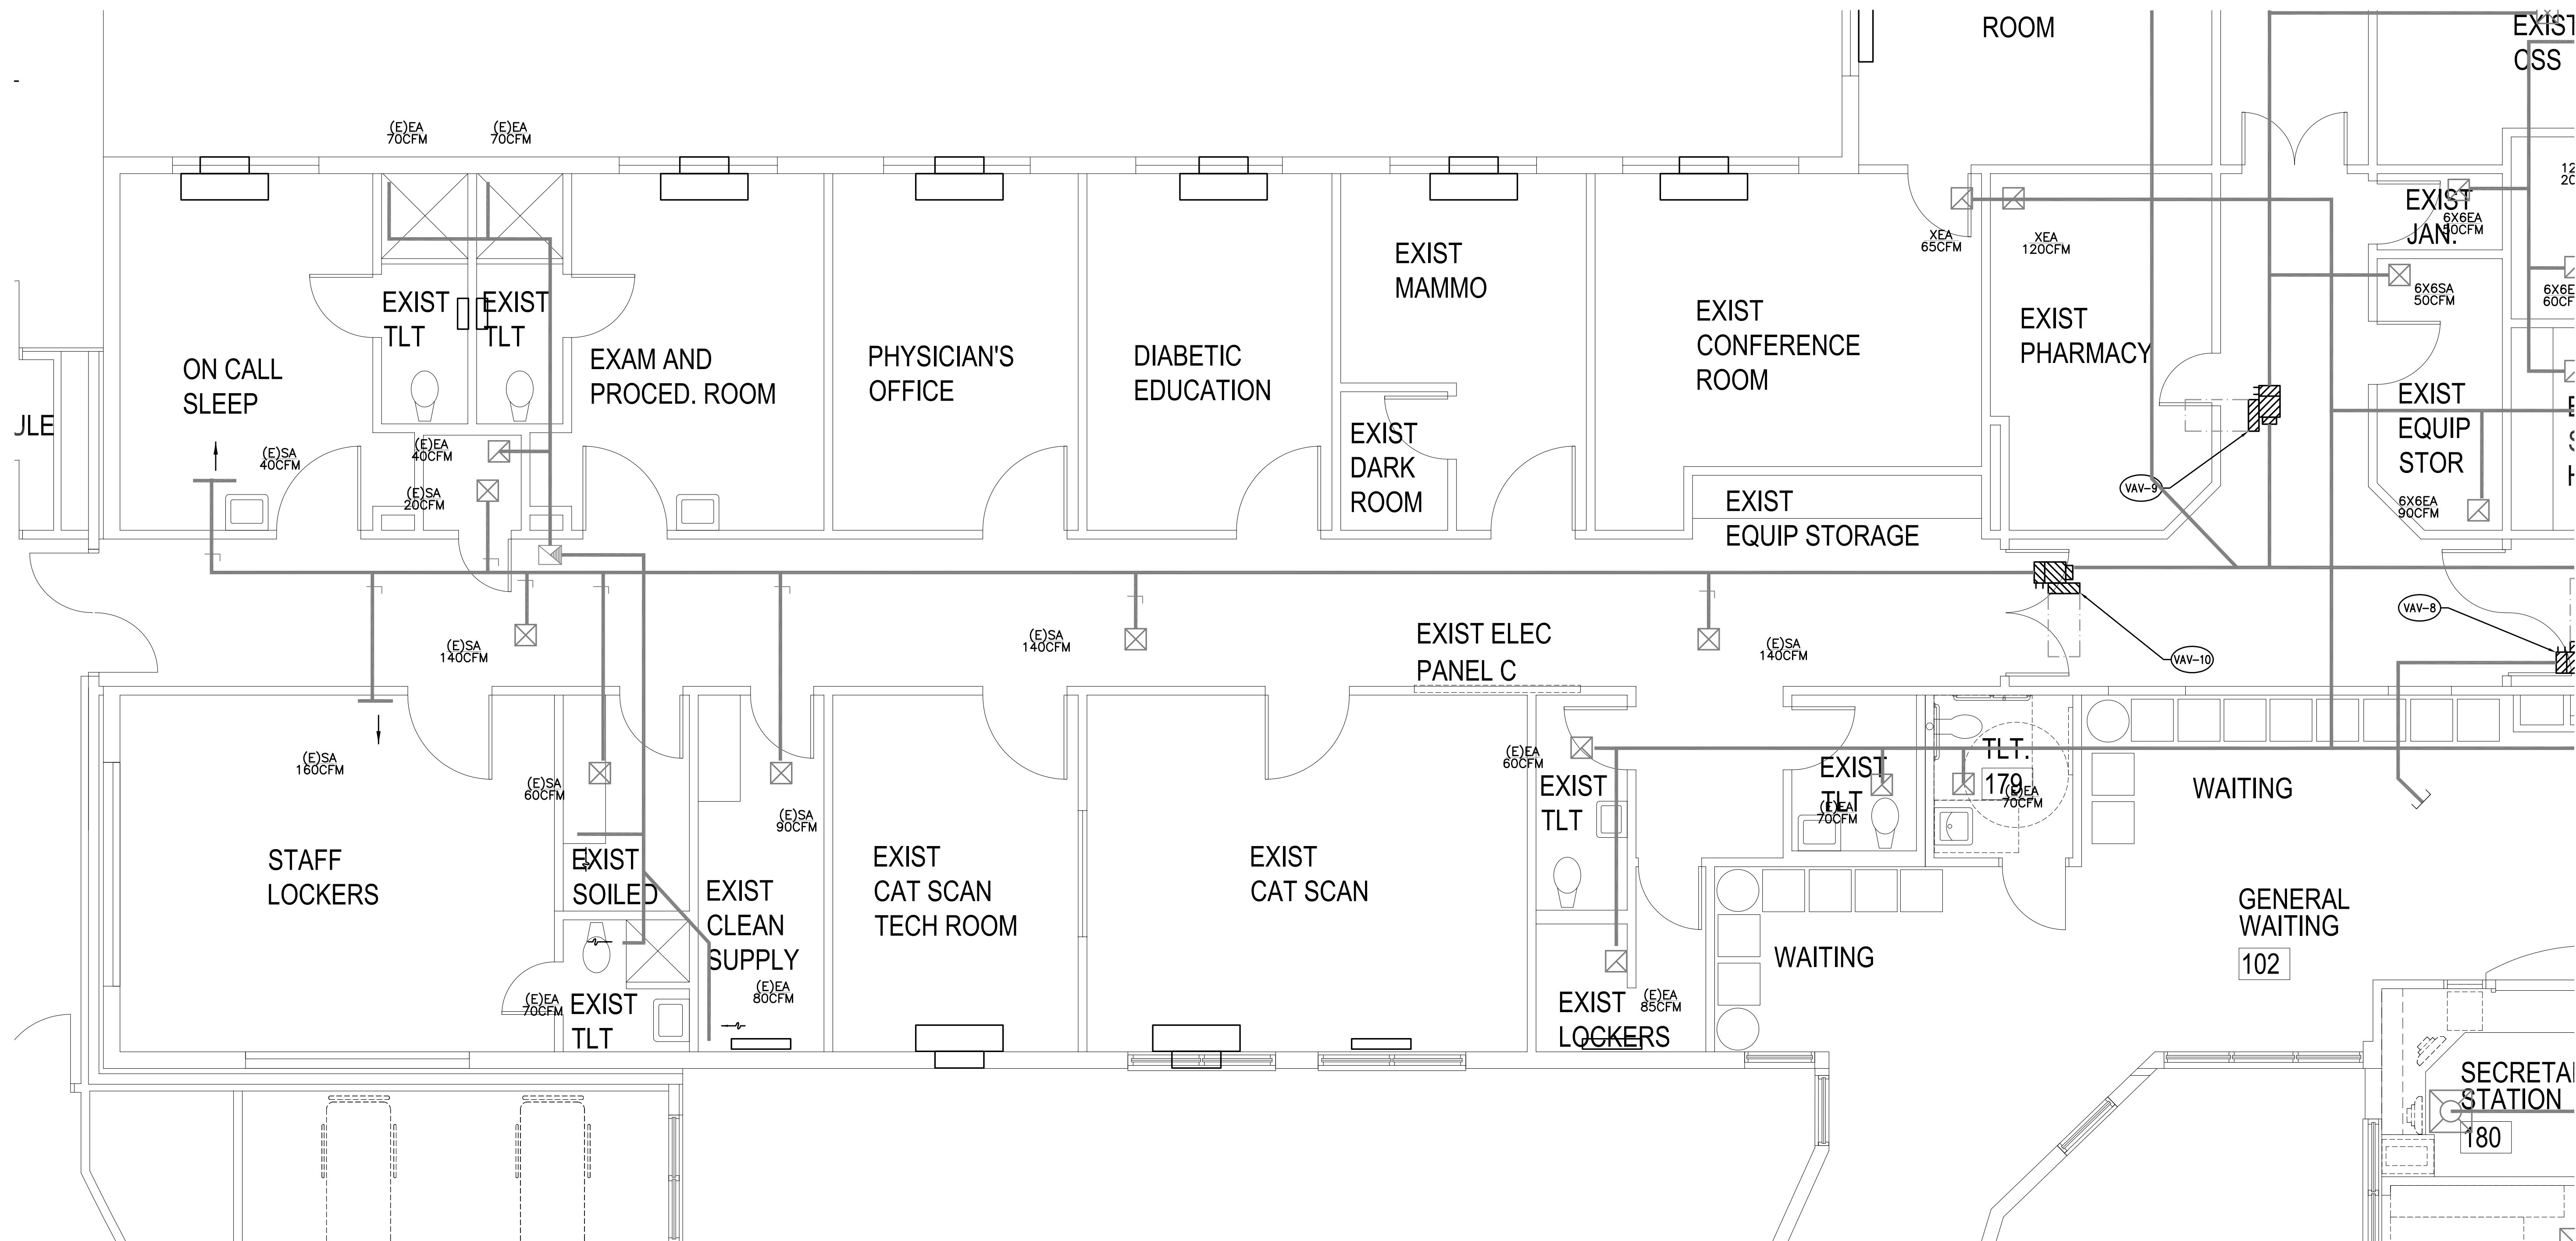 ROOM
EXIST
CSS
(E)EA
70CFM
(E)EA
70CFM
EXIST
JAN.
6X6EA
50CFM
XEA
65CFM
XEA
120CFM
EXIST
MAMMO
EXIST
TLT
EXIST
TLT
6X6SA
50CFM
EXIST
CONFERENCE
ROOM
EXIST
PHARMACY
ON CALL
SLEEP
EXAM AND
PROCED. ROOM
PHYSICIAN'S
OFFICE
DIABETIC
EDUCATION
EXIST
EQUIP
STOR
EXIST
DARK
ROOM
(E)SA
40CFM
(E)EA
40CFM
(E)SA
20CFM
VAV-9
6X6EA
90CFM
EXIST
EQUIP STORAGE
VAV-8
(E)SA
140CFM
(E)SA
140CFM
EXIST ELEC
PANEL C
(E)SA
140CFM
VAV-10
(E)SA
160CFM
(E)SA
60CFM
(E)SA
90CFM
(E)EA
60CFM
EXIST
TLT
EXIST
TLT
(E)EA
70CFM
TLT.
179
(E)EA
70CFM
WAITING
STAFF
LOCKERS
EXIST
SOILED
EXIST
CLEAN
SUPPLY
EXIST
CAT SCAN
TECH ROOM
EXIST
CAT SCAN
GENERAL
WAITING
102
WAITING
(E)EA
70CFM
EXIST
TLT
(E)EA
80CFM
EXIST
LOCKERS
(E)EA
85CFM
STATION
180